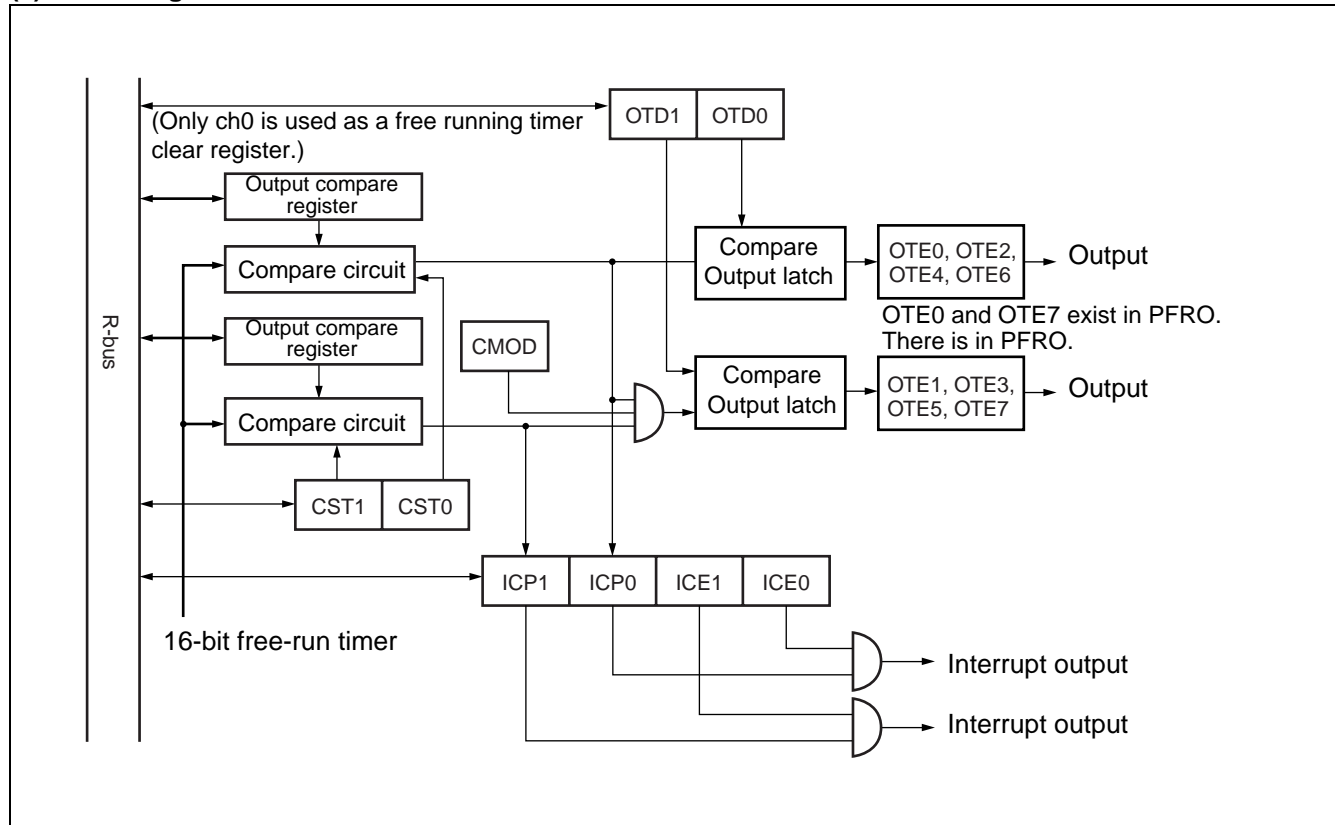 OTD1 OTD0
(Only ch0 is used as a free running timer
clear register.)
Output compare
register
Compare circuit
Compare
Output latch
OTE0, OTE2,
OTE4, OTE6
Output
OTE0 and OTE7 exist in PFRO.
There is in PFRO.
R-bus
Output compare
register
CMOD
Compare circuit
Compare
Output latch
OTE1, OTE3,
OTE5, OTE7
Output
CST1 CST0
ICP1 ICP0 ICE1 ICE0
16-bit free-run timer
Interrupt output
Interrupt output